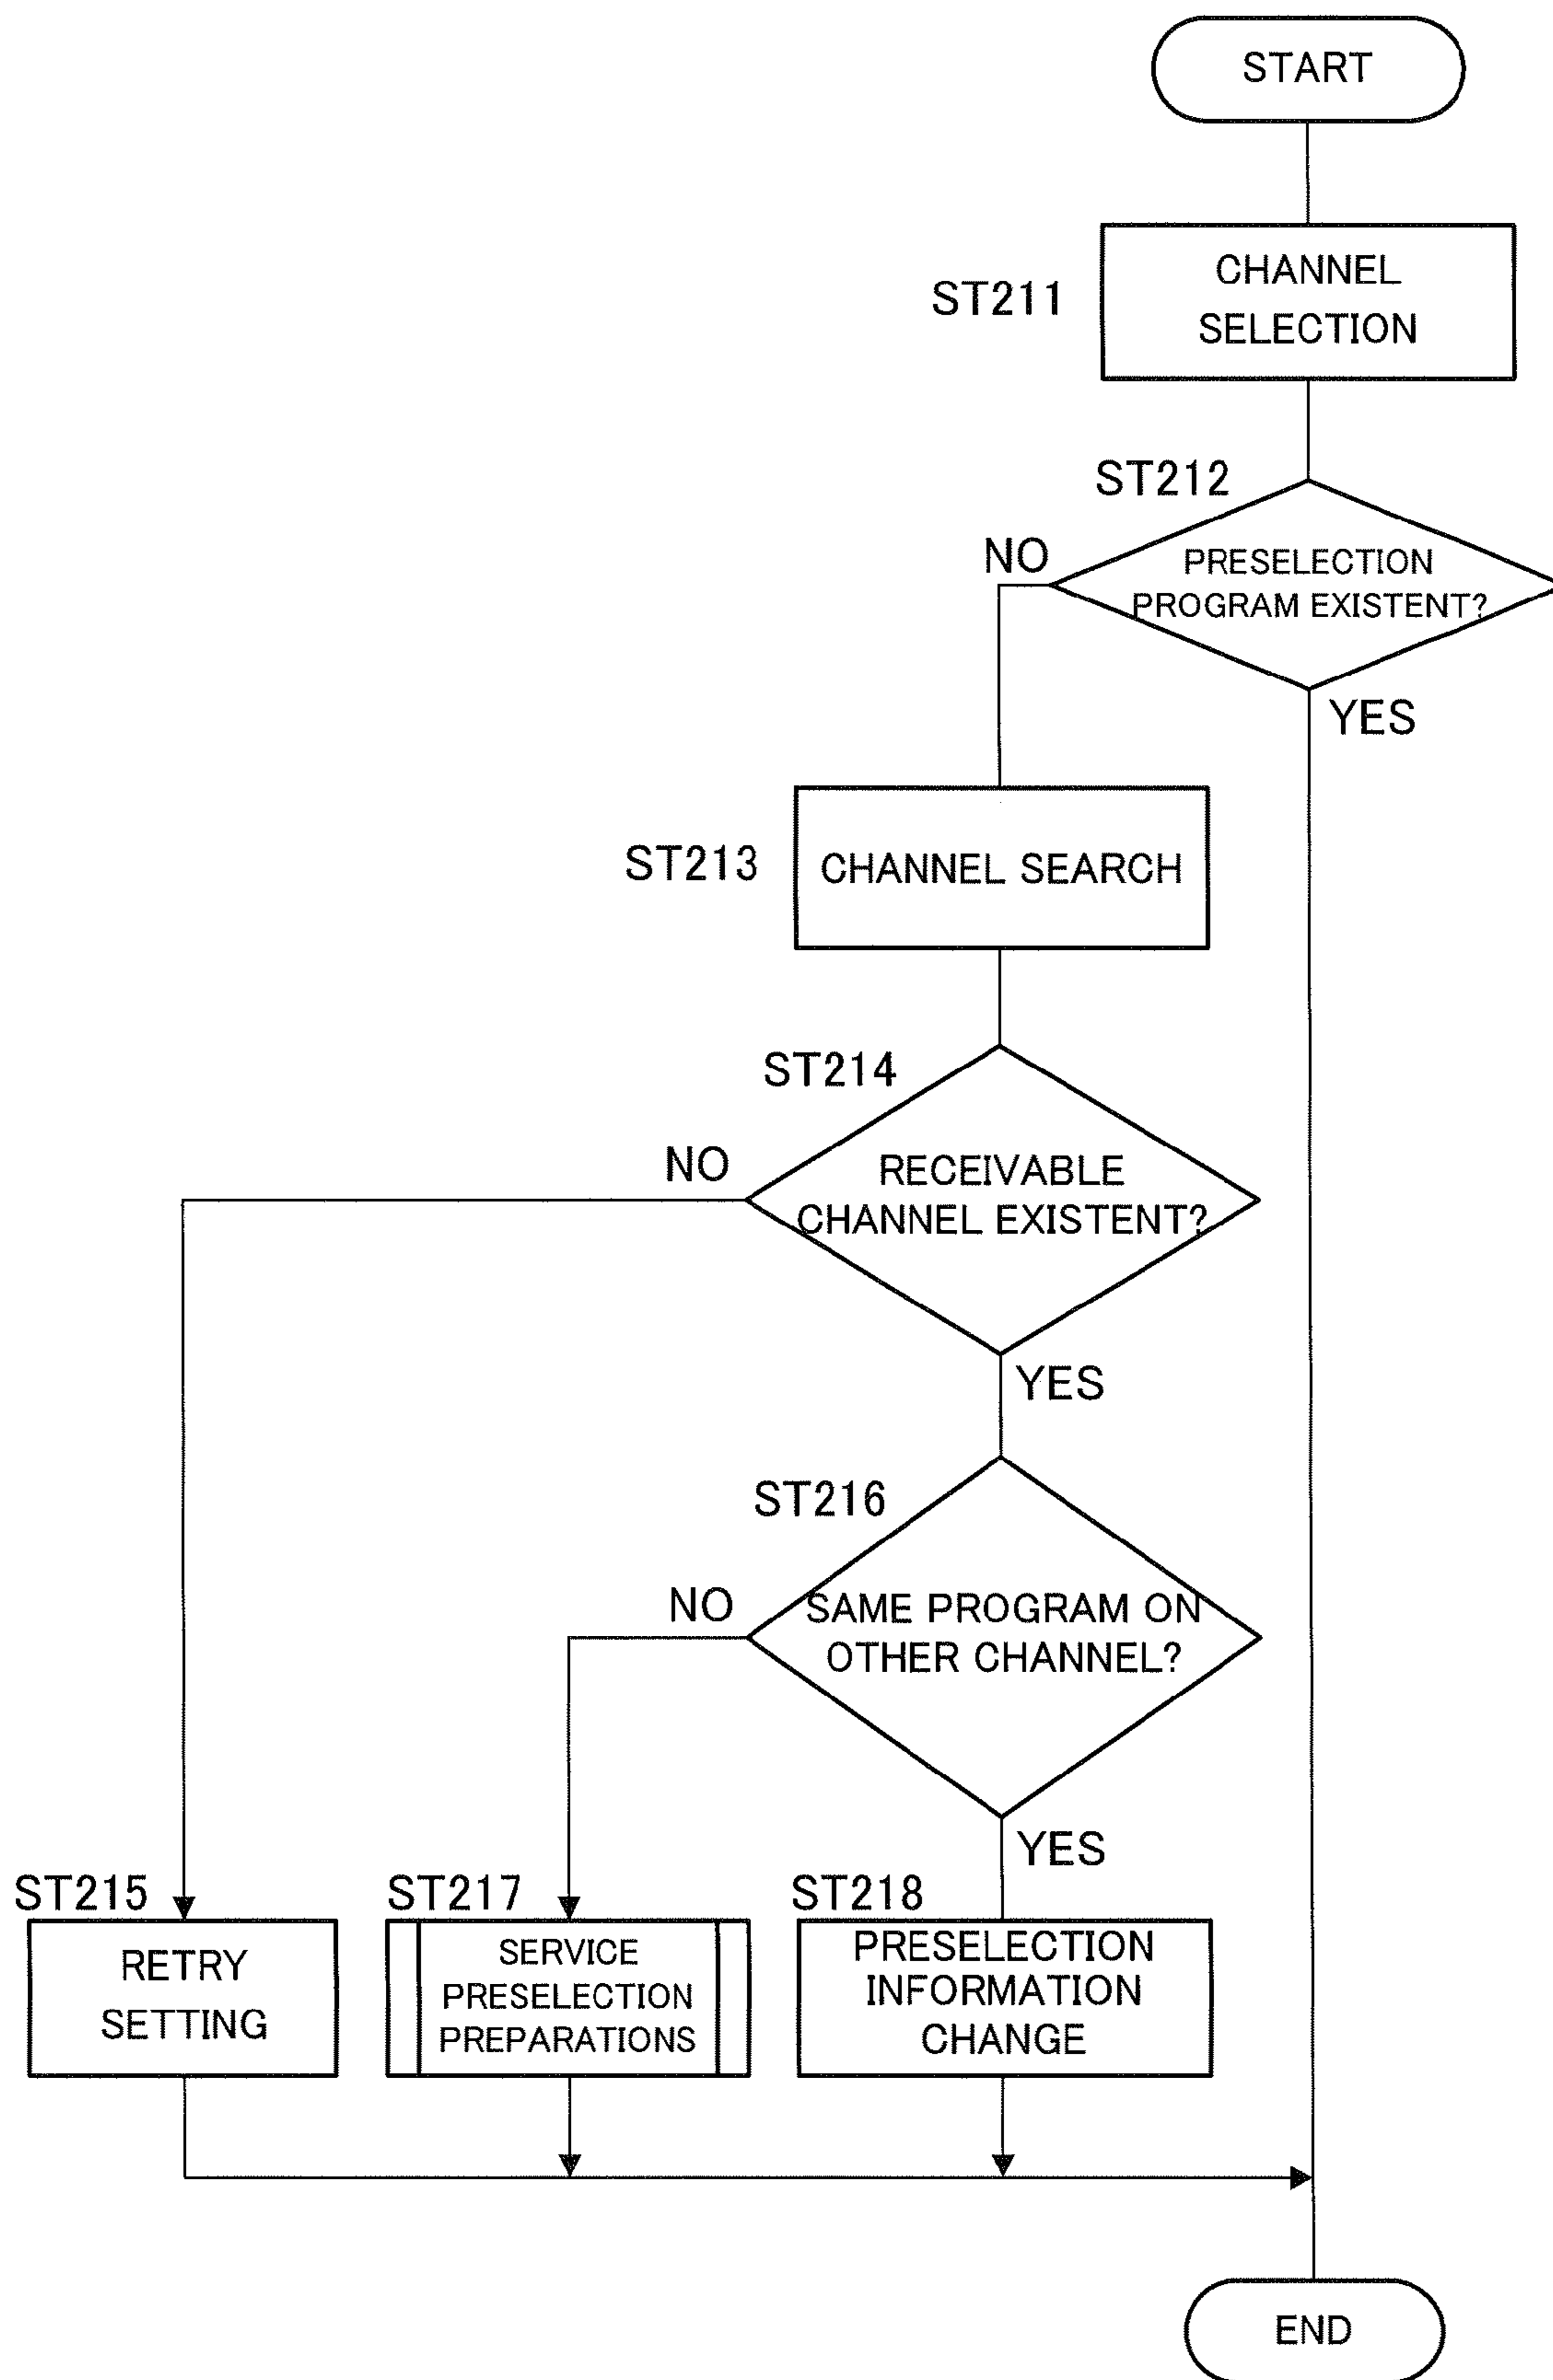 START
ST211
CHANNEL
SELECTION
ST212
NO
PRESELECTION
PROGRAM EXISTENT?
YES
ST213
CHANNEL SEARCH
ST214
NO
RECEIVABLE
CHANNEL EXISTENT?
YES
ST216
NO
SAME PROGRAM ON
OTHER CHANNEL?
YES
ST215
RETRY
SETTING
ST217
SERVICE
PRESELECTION
PREPARATIONS
ST218
PRESELECTION
INFORMATION
CHANGE
END